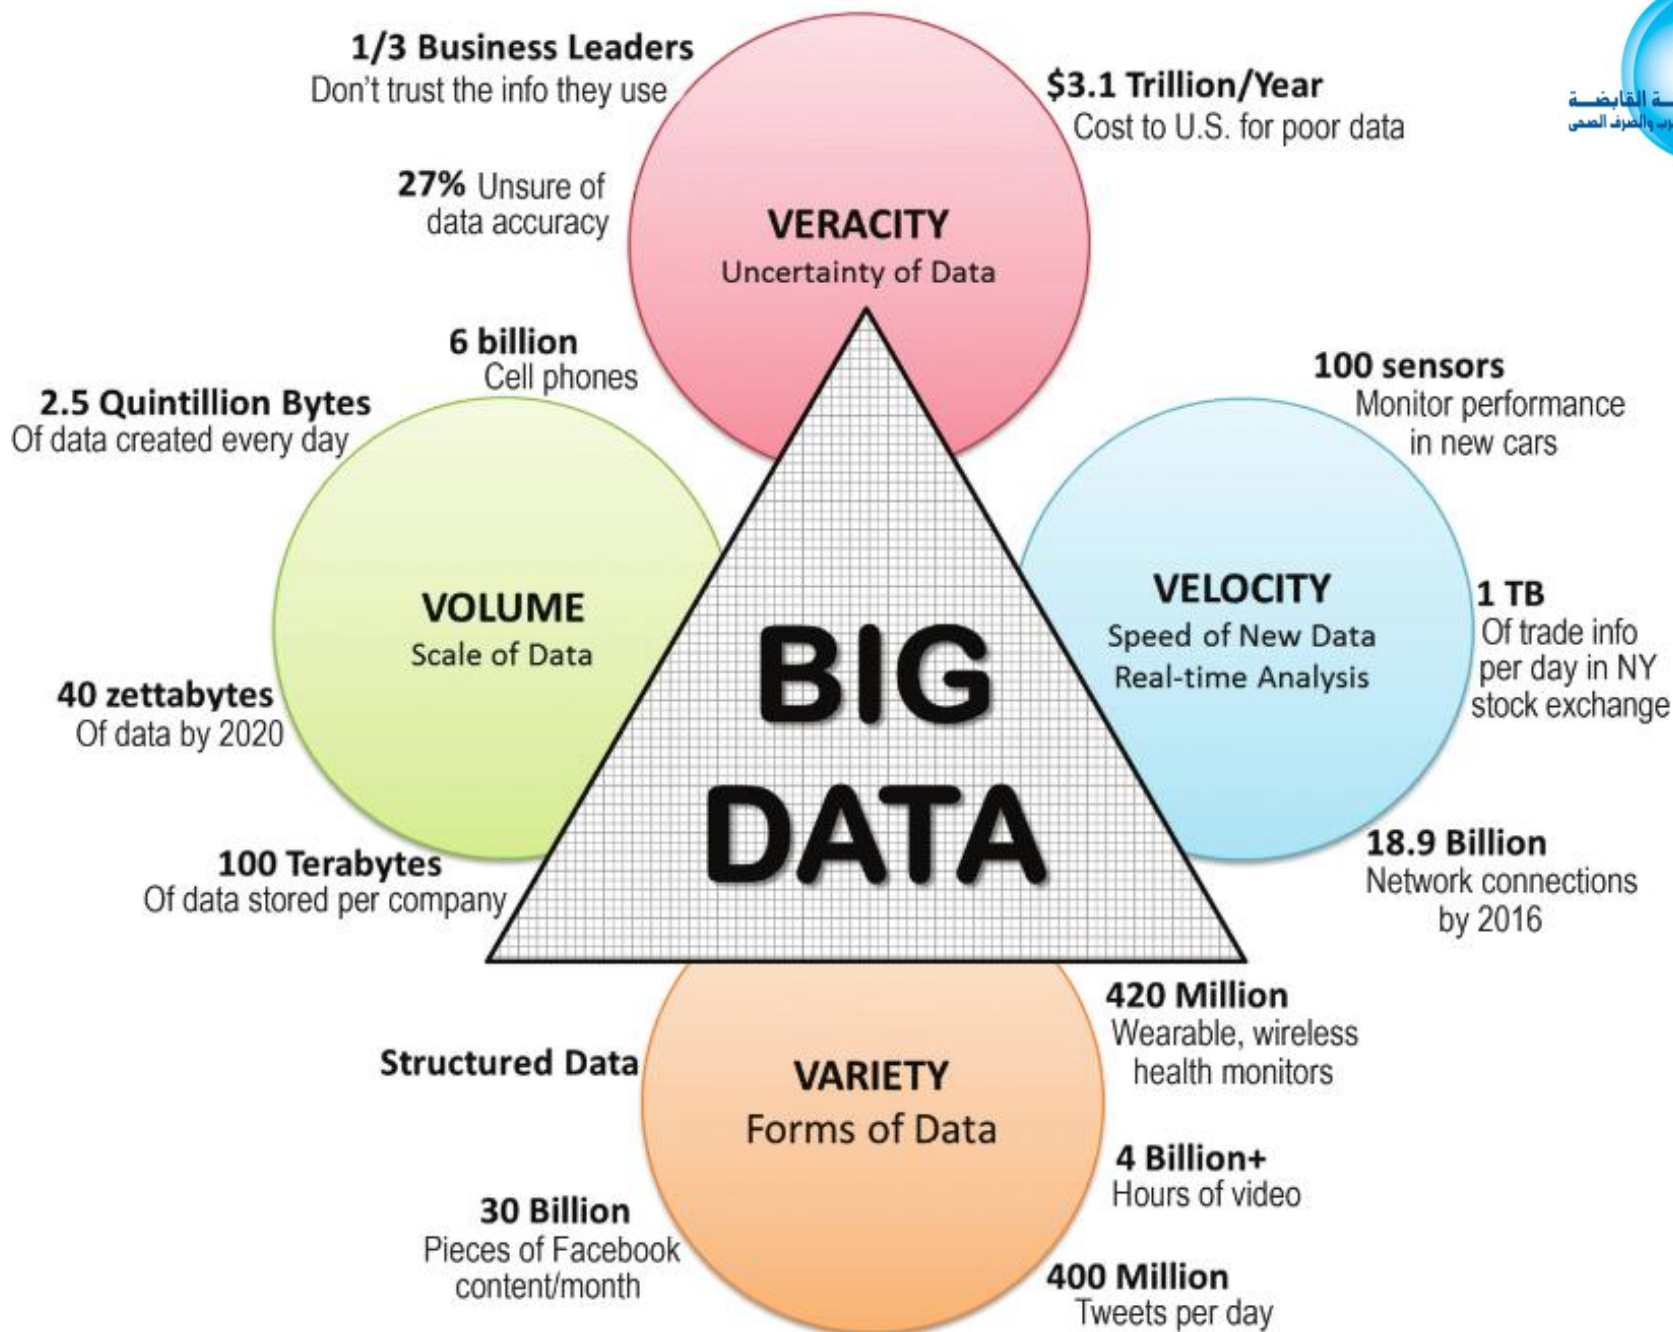 1/3 Business Leaders
Don't trust the info they use
$3.1 Trillion/Year
Cost to U.S. for poor data
27% Unsure of
data accuracy
VERACITY
Uncertainty of Data
القابضــة
والصرف الصحى
6 billion
Cell phones
2.5 Quintillion Bytes
Of data created every day
VOLUME
Scale of Data
40 zettabytes
Of data by 2020
100 Terabytes
Of data stored per company
BIG
DATA
100 sensors
Monitor performance
in new cars
VELOCITY
Speed of New Data
Real-time Analysis
1 TB
Of trade info
per day in NY
stock exchange
18.9 Billion
Network connections
by 2016
Structured Data
VARIETY
Forms of Data
30 Billion
Pieces of Facebook
content/month
420 Million
Wearable, wireless
health monitors
4 Billion+
Hours of video
400 Million
Tweets per day